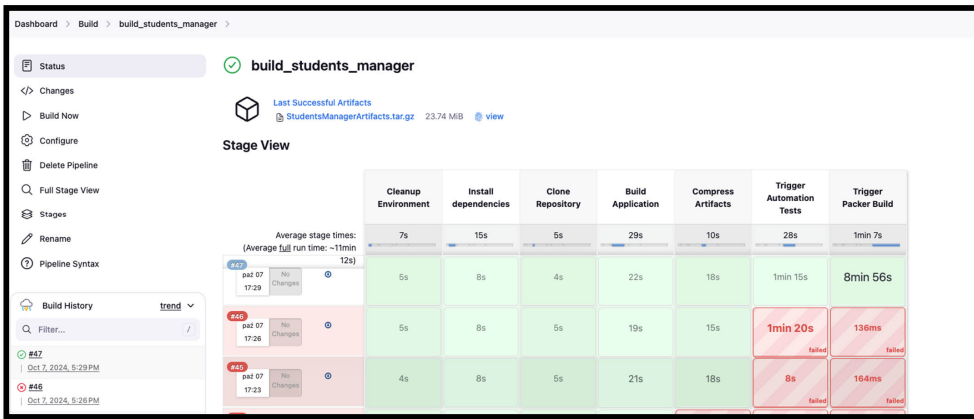 Dashboard > Build > build_students_manager >
Status
Changes
Build Now
Configure
Delete Pipeline
Full Stage View
Stages
Rename
Pipeline Syntax
Build History trend
Filter... /
#47
Oct 7, 2024, 5:29 PM
#46
Oct 7, 2024, 5:26 PM
build_students_manager
Last Successful Artifacts
StudentsManagerArtifacts.tar.gz 23.74 MiB view
Stage View
Cleanup Environment
Install dependencies
Clone Repository
Build Application
Compress Artifacts
Trigger Automation Tests
Trigger Packer Build
Average stage times:
(Average full run time: ~11min
12s)
7s 15s 5s 29s 10s 28s 1min 7s
#47
paź 07
17:29
No Changes
5s 8s 4s 22s 18s 1min 15s 8min 56s
#46
paź 07
17:26
No Changes
5s 8s 5s 19s 15s 1min 20s 136ms
failed failed
#45
paź 07
17:23
No Changes
4s 8s 5s 21s 18s 8s 164ms
failed failed